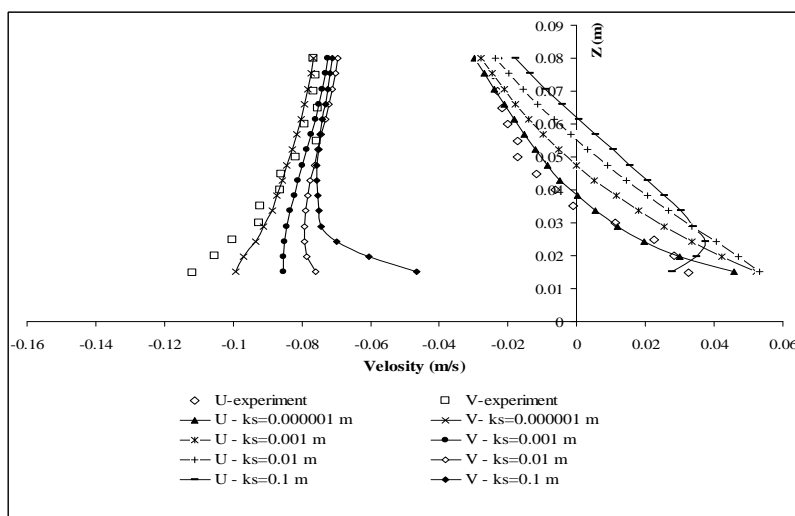 0.09
Z (m)
0.08
0.07
0.06
0.05
0.04
0.03
0.02
0.01
0
-0.16 -0.14 -0.12 -0.1 -0.08 -0.06 -0.04 -0.02 0 0.02 0.04 0.06
Velosity (m/s)
U-experiment V-experiment
U - ks=0.000001 m V- ks=0.000001 m
U - ks=0.001 m V - ks=0.001 m
U - ks=0.01 m V - ks=0.01 m
U - ks=0.1 m V - ks=0.1 m